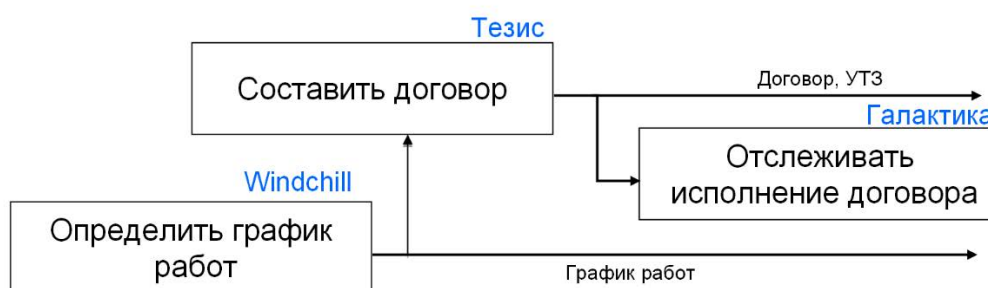 Тезис
Составить договор
Договор, УТЗ
Галактика
Отслеживать
исполнение договора
Windchill
Определить график
работ
График работ